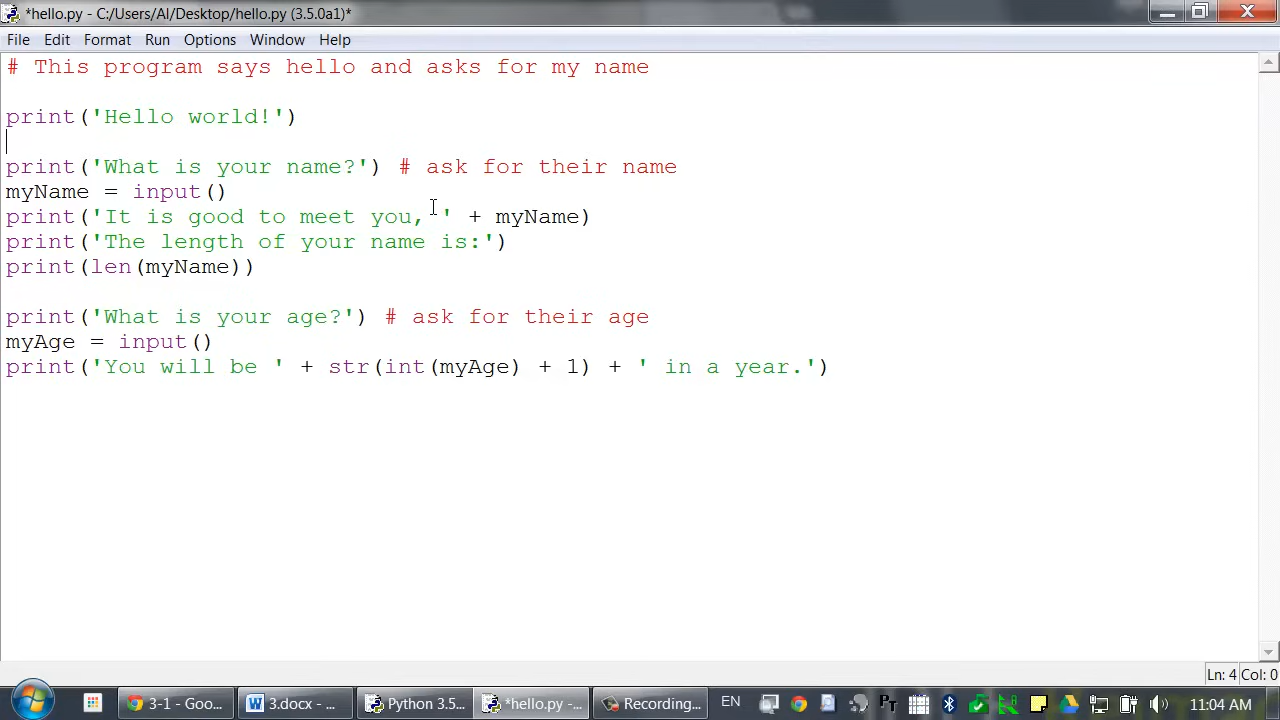 *hello.py - C:/Users/Al/Desktop/hello.py (3.5.0a1)*
File Edit Format Run Options Window Help
# This program says hello and asks for my name
print('Hello world!')
print('What is your name?') # ask for their name
myName = input()
print('It is good to meet you, ' + myName)
print('The length of your name is:')
print(len(myName))
print('What is your age?') # ask for their age
myAge = input()
print('You will be ' + str(int(myAge) + 1) + ' in a year.')
Ln: 4 Col: 0
3-1 - Goo... 3.docx - ... Python 3.5... *hello.py -... Recording... EN 11:04 AM